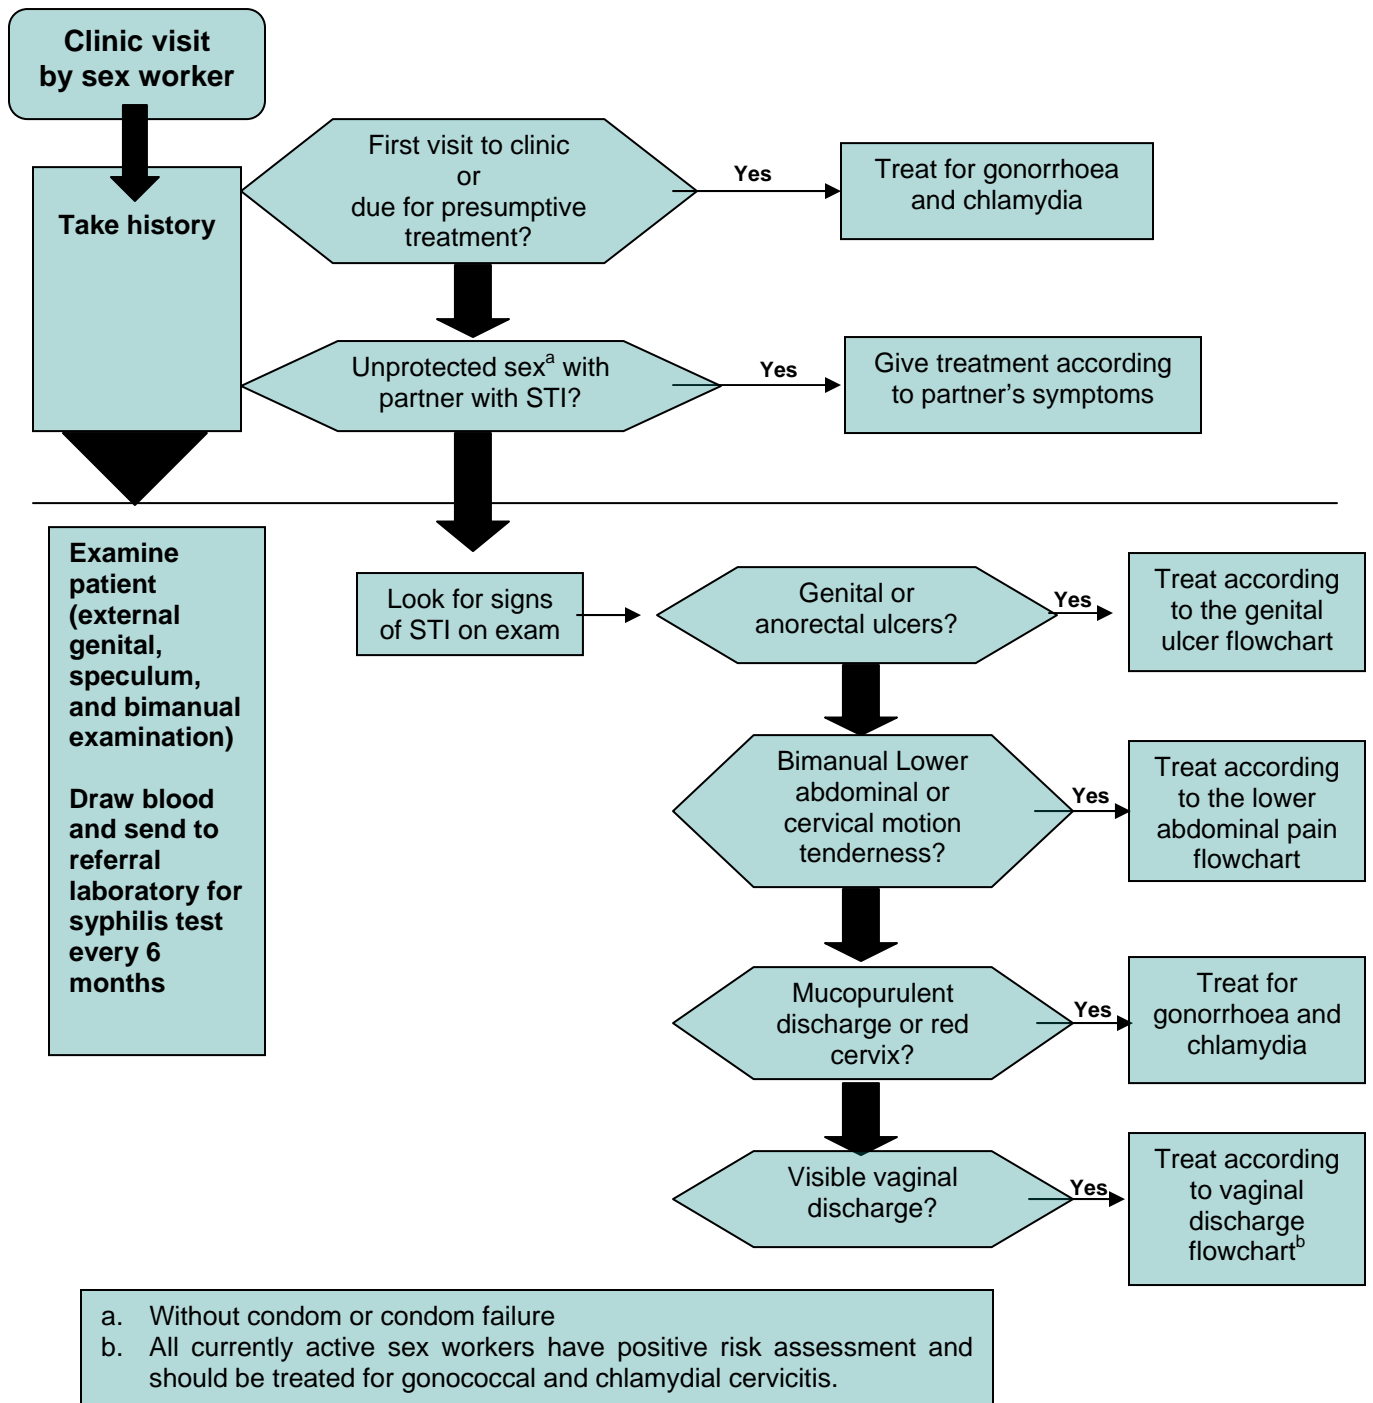 Clinic visit
by sex worker
First visit to clinic
or
due for presumptive
treatment?
Yes
Treat for gonorrhoea
and chlamydia
Take history
Unprotected sexᵃ with
partner with STI?
Yes
Give treatment according
to partner's symptoms
Examine
patient
(external
genital,
speculum,
and bimanual
examination)
Draw blood
and send to
referral
laboratory for
syphilis test
every 6
months
Look for signs
of STI on exam
Genital or
anorectal ulcers?
Yes
Treat according
to the genital
ulcer flowchart
Bimanual Lower
abdominal or
cervical motion
tenderness?
Yes
Treat according
to the lower
abdominal pain
flowchart
Mucopurulent
discharge or red
cervix?
Yes
Treat for
gonorrhoea and
chlamydia
Visible vaginal
discharge?
Yes
Treat according
to vaginal
discharge
flowchartᵇ
a. Without condom or condom failure
b. All currently active sex workers have positive risk assessment and
should be treated for gonococcal and chlamydial cervicitis.